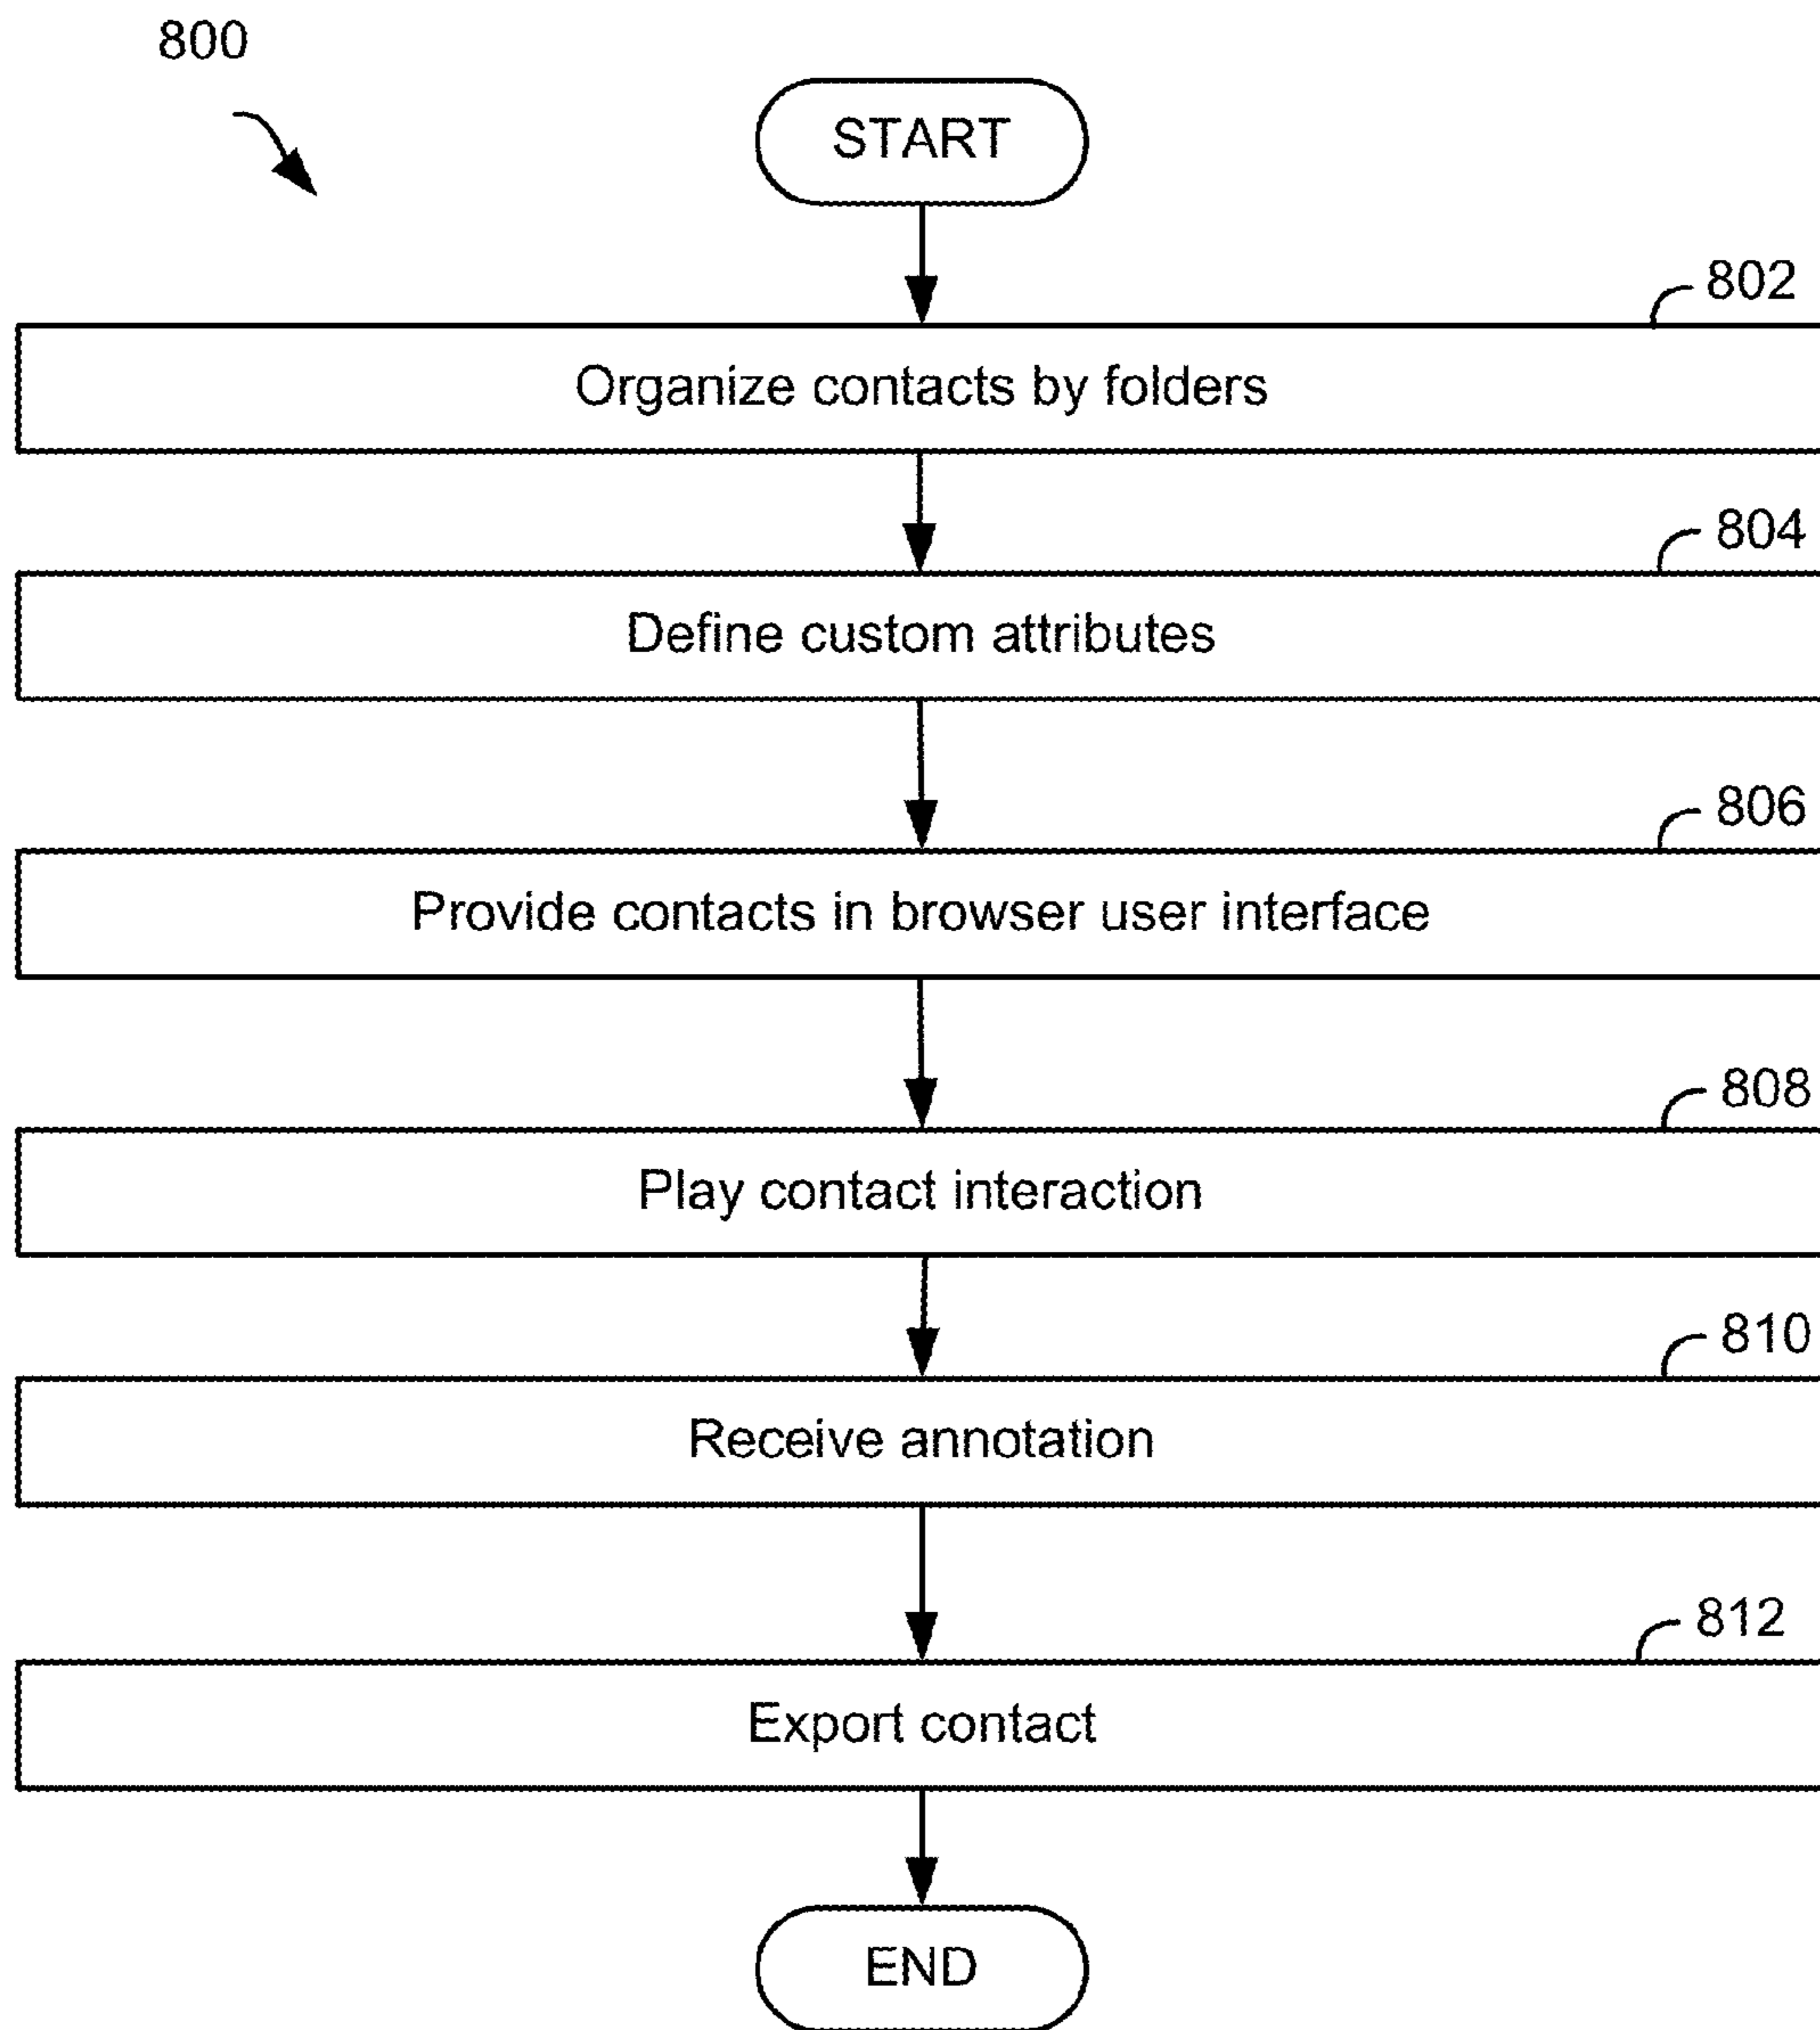 800
START
802
Organize contacts by folders
804
Define custom attributes
806
Provide contacts in browser user interface
808
Play contact interaction
810
Receive annotation
812
Export contact
END